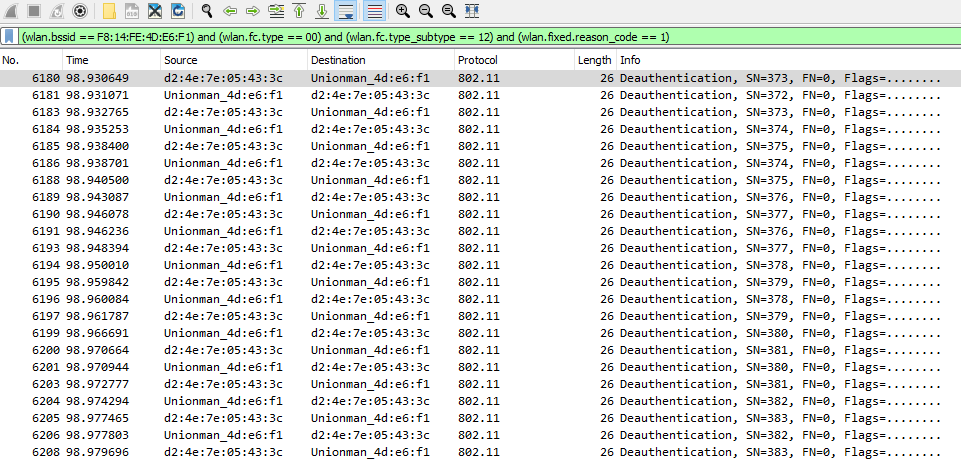 (wlan.bssid == F8:14:FE:4D:E6:F1) and (wlan.fc.type == 00) and (wlan.fc.type_subtype == 12) and (wlan.fixed.reason_code == 1)
No. Time Source Destination Protocol Length Info
6180 98.930649 d2:4e:7e:05:43:3c Unionman_4d:e6:f1 802.11 26 Deauthentication, SN=373, FN=0, Flags=........
6181 98.931071 Unionman_4d:e6:f1 d2:4e:7e:05:43:3c 802.11 26 Deauthentication, SN=372, FN=0, Flags=........
6183 98.932765 Unionman_4d:e6:f1 d2:4e:7e:05:43:3c 802.11 26 Deauthentication, SN=373, FN=0, Flags=........
6184 98.935253 Unionman_4d:e6:f1 d2:4e:7e:05:43:3c 802.11 26 Deauthentication, SN=374, FN=0, Flags=........
6185 98.938400 d2:4e:7e:05:43:3c Unionman_4d:e6:f1 802.11 26 Deauthentication, SN=375, FN=0, Flags=........
6186 98.938701 Unionman_4d:e6:f1 d2:4e:7e:05:43:3c 802.11 26 Deauthentication, SN=374, FN=0, Flags=........
6188 98.940500 d2:4e:7e:05:43:3c Unionman_4d:e6:f1 802.11 26 Deauthentication, SN=375, FN=0, Flags=........
6189 98.943087 d2:4e:7e:05:43:3c Unionman_4d:e6:f1 802.11 26 Deauthentication, SN=376, FN=0, Flags=........
6190 98.946078 d2:4e:7e:05:43:3c Unionman_4d:e6:f1 802.11 26 Deauthentication, SN=377, FN=0, Flags=........
6191 98.946236 Unionman_4d:e6:f1 d2:4e:7e:05:43:3c 802.11 26 Deauthentication, SN=376, FN=0, Flags=........
6193 98.948394 d2:4e:7e:05:43:3c Unionman_4d:e6:f1 802.11 26 Deauthentication, SN=377, FN=0, Flags=........
6194 98.950010 Unionman_4d:e6:f1 d2:4e:7e:05:43:3c 802.11 26 Deauthentication, SN=378, FN=0, Flags=........
6195 98.959842 d2:4e:7e:05:43:3c Unionman_4d:e6:f1 802.11 26 Deauthentication, SN=379, FN=0, Flags=........
6196 98.960084 Unionman_4d:e6:f1 d2:4e:7e:05:43:3c 802.11 26 Deauthentication, SN=378, FN=0, Flags=........
6197 98.961787 d2:4e:7e:05:43:3c Unionman_4d:e6:f1 802.11 26 Deauthentication, SN=379, FN=0, Flags=........
6199 98.966691 Unionman_4d:e6:f1 d2:4e:7e:05:43:3c 802.11 26 Deauthentication, SN=380, FN=0, Flags=........
6200 98.970664 d2:4e:7e:05:43:3c Unionman_4d:e6:f1 802.11 26 Deauthentication, SN=381, FN=0, Flags=........
6201 98.970944 Unionman_4d:e6:f1 d2:4e:7e:05:43:3c 802.11 26 Deauthentication, SN=380, FN=0, Flags=........
6203 98.972777 d2:4e:7e:05:43:3c Unionman_4d:e6:f1 802.11 26 Deauthentication, SN=381, FN=0, Flags=........
6204 98.974294 Unionman_4d:e6:f1 d2:4e:7e:05:43:3c 802.11 26 Deauthentication, SN=382, FN=0, Flags=........
6205 98.977465 d2:4e:7e:05:43:3c Unionman_4d:e6:f1 802.11 26 Deauthentication, SN=383, FN=0, Flags=........
6206 98.977803 Unionman_4d:e6:f1 d2:4e:7e:05:43:3c 802.11 26 Deauthentication, SN=382, FN=0, Flags=........
6208 98.979696 d2:4e:7e:05:43:3c Unionman_4d:e6:f1 802.11 26 Deauthentication, SN=383, FN=0, Flags=........